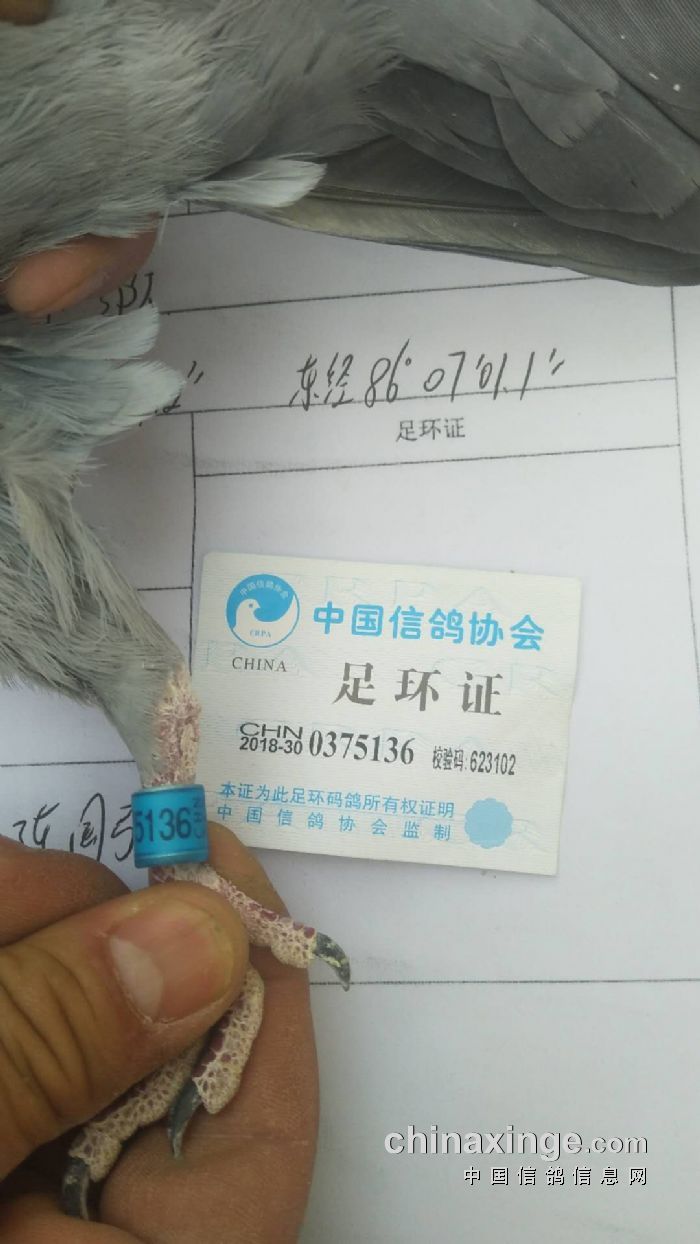 东经 86° 07′01.1″
足环证
中国信鸽协会
CRPA
CHINA
中国信鸽协会
足环证
CHN
2018-30 0375136 校验码:623102
本证为此足环码鸽所有权证明
中国信鸽协会监制
5136
chinaxinge.com
中国信鸽信息网